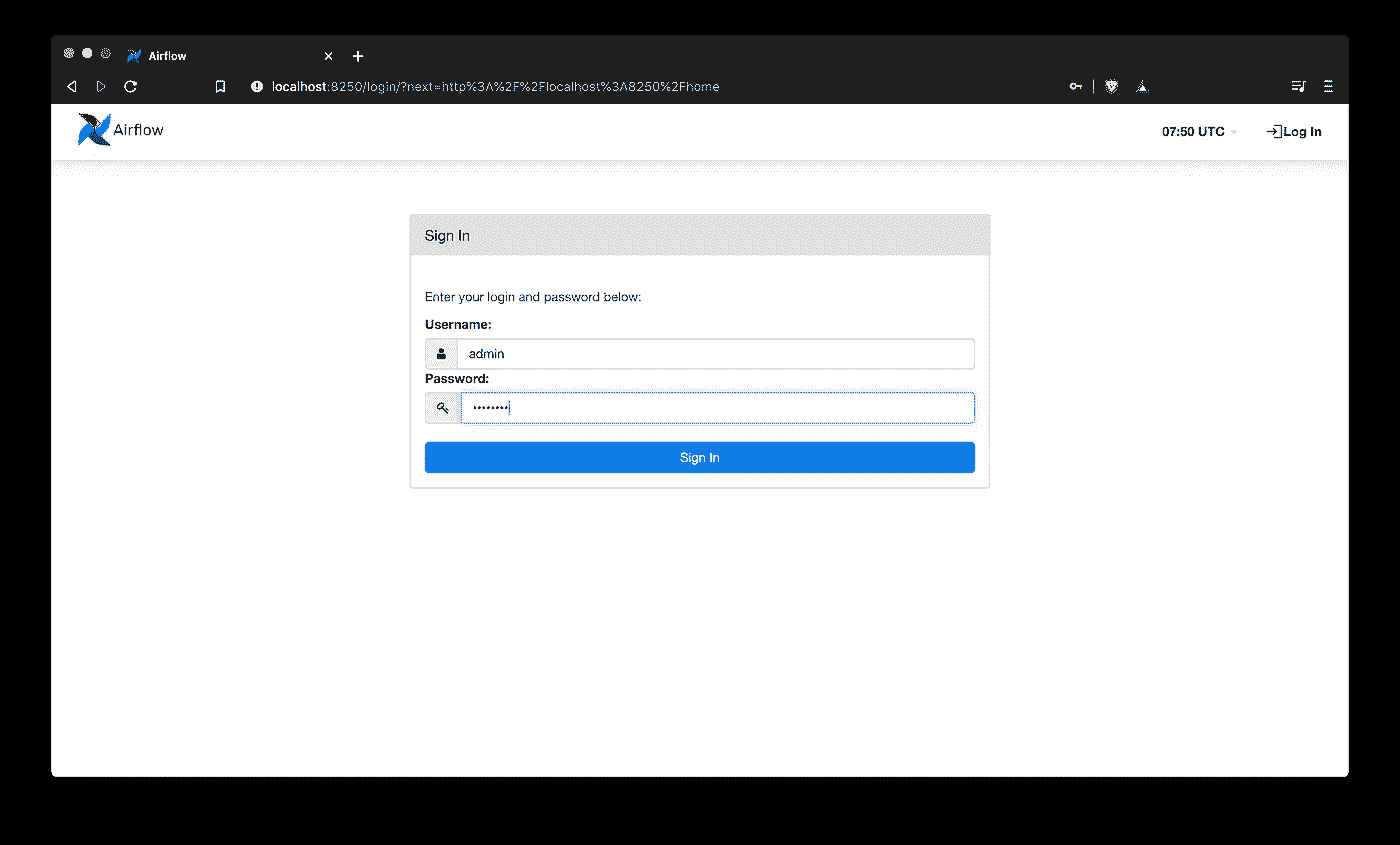 Airflow
localhost:8250/login/?next=http%3A%2F%2Flocalhost%3A8250%2Fhome
Airflow
07:50 UTC
Log In
Sign In
Enter your login and password below:
Username:
admin
Password:
••••••••
Sign In